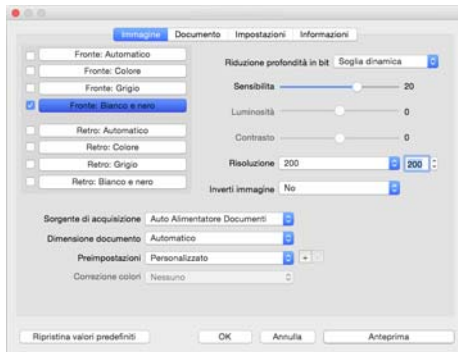 Immagine Documento Impostazioni Informazioni
Fronte: Automatico
Fronte: Colore
Fronte: Grigio
Fronte: Bianco e nero
Retro: Automatico
Retro: Colore
Retro: Grigio
Retro: Bianco e nero
Riduzione profondità in bit Soglia dinamica
Sensibilita 20
Luminosità 0
Contrasto 0
Risoluzione 200 200
Inverti immagine No
Sorgente di acquisizione Auto Alimentatore Documenti
Dimensione documento Automatico
Preimpostazioni Personalizzato + -
Correzione colori Nessuno
Ripristina valori predefiniti OK Annulla Anteprima